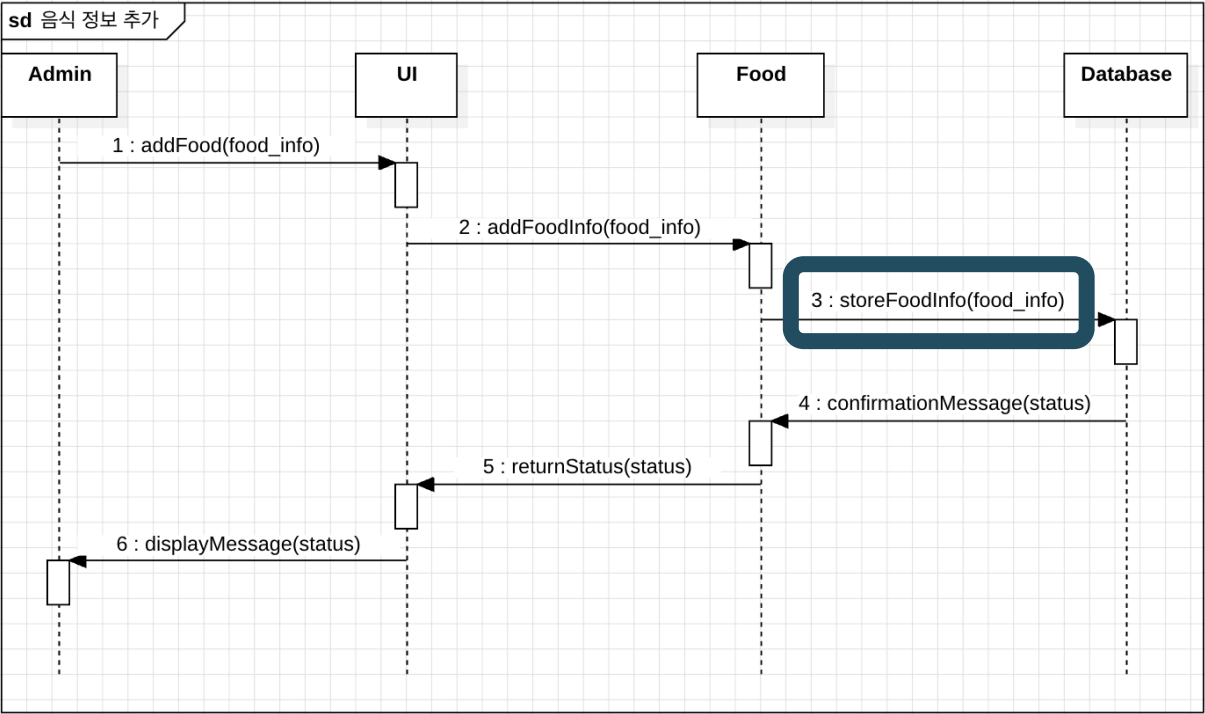 sd 음식 정보 추가
Admin
UI
Food
Database
1 : addFood(food_info)
2 : addFoodInfo(food_info)
3 : storeFoodInfo(food_info)
4 : confirmationMessage(status)
5 : returnStatus(status)
6 : displayMessage(status)